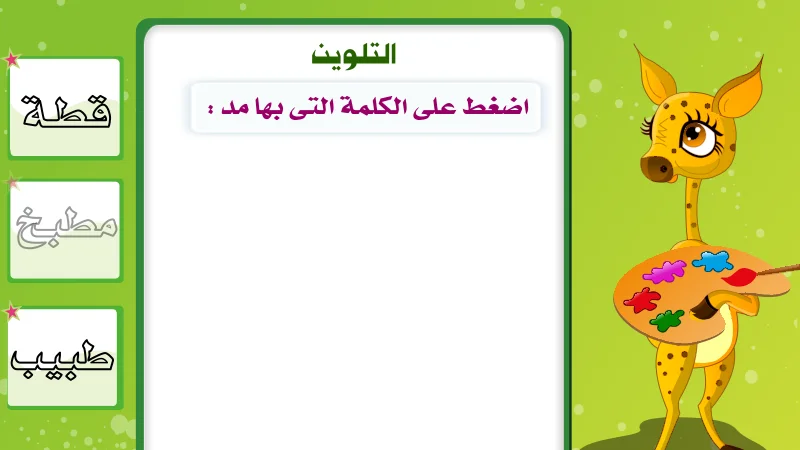 التلوين
اضغط على الكلمة التى بها مد :
قطة
مطبخ
طبيب